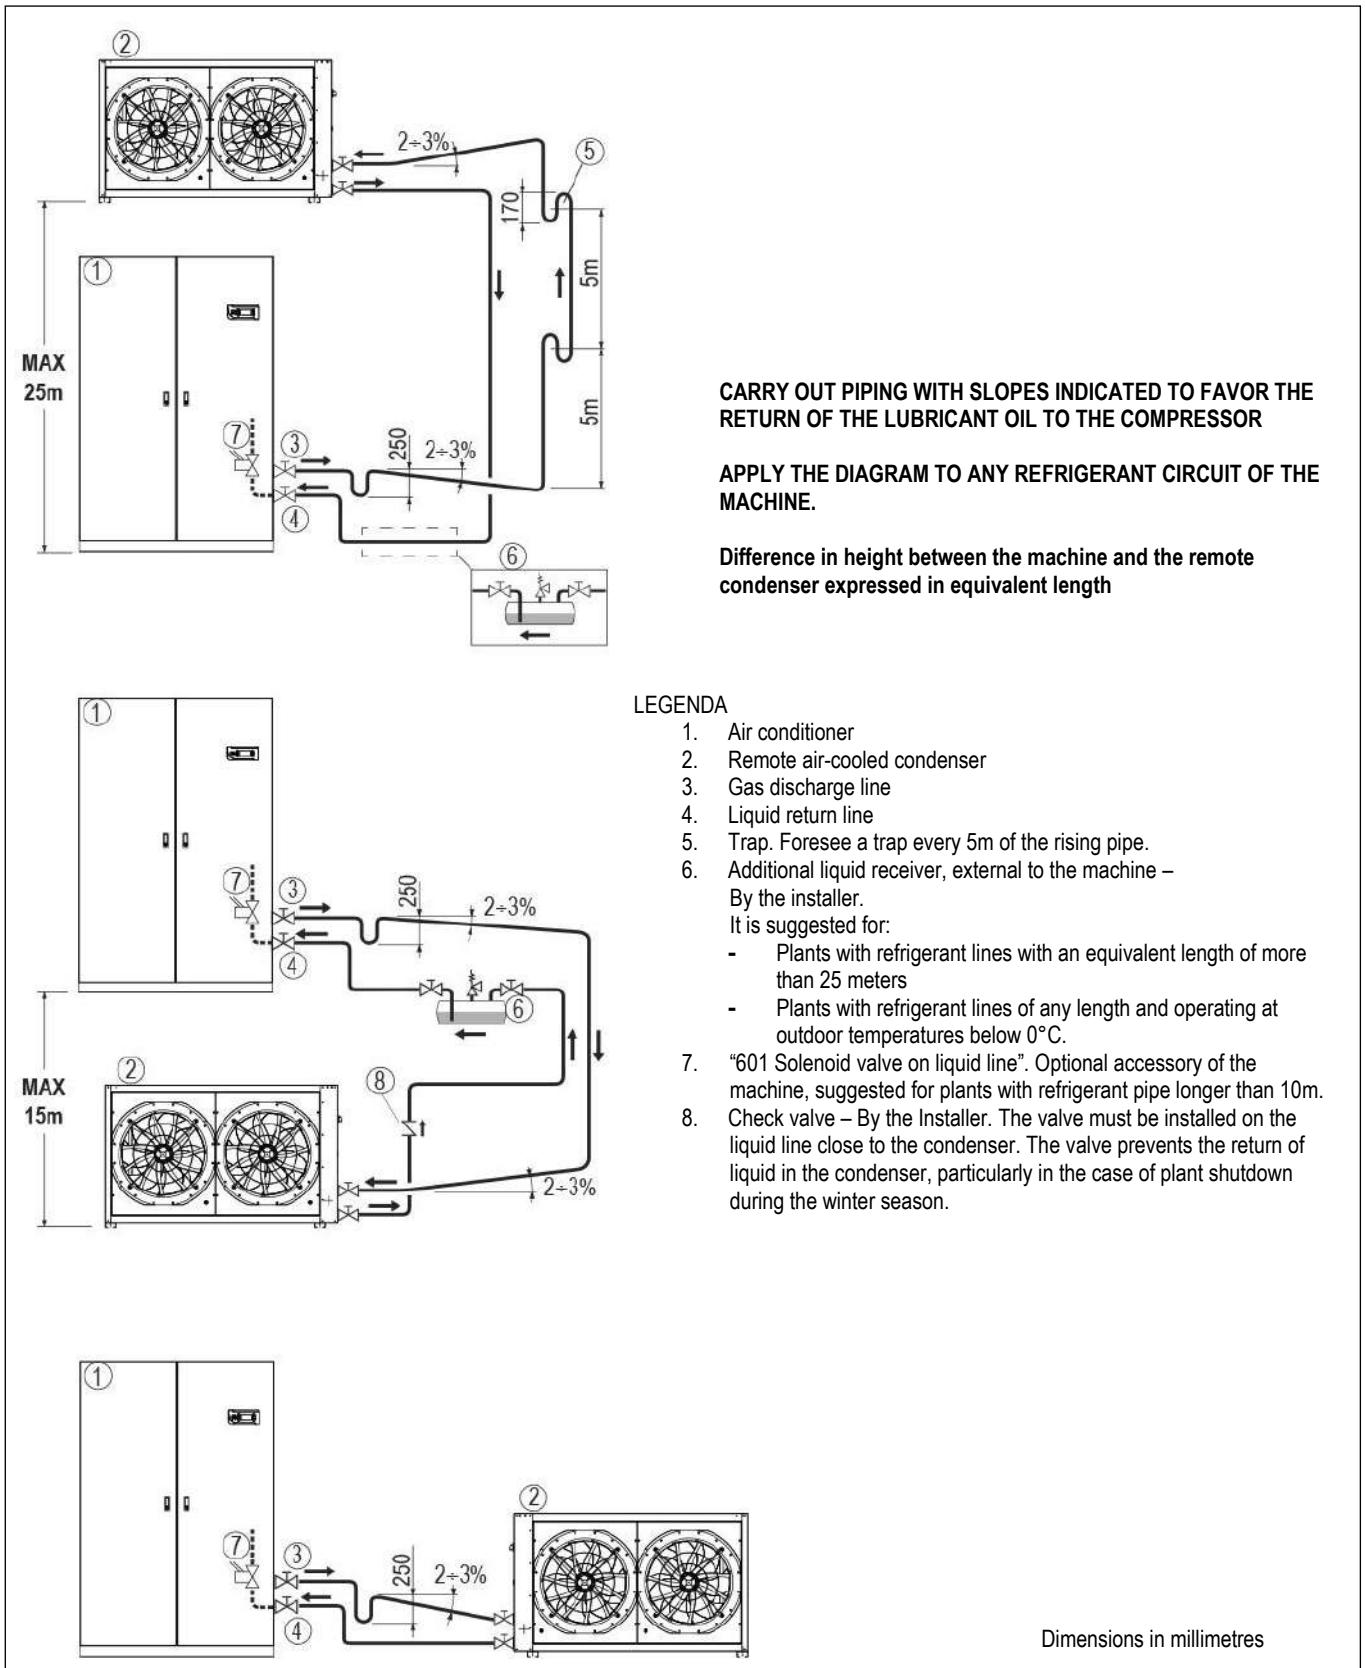 2
2÷3%
5
170
5m
1
MAX
25m
7
3
250
2÷3%
5m
4
6
CARRY OUT PIPING WITH SLOPES INDICATED TO FAVOR THE
RETURN OF THE LUBRICANT OIL TO THE COMPRESSOR
APPLY THE DIAGRAM TO ANY REFRIGERANT CIRCUIT OF THE
MACHINE.
Difference in height between the machine and the remote
condenser expressed in equivalent length
1
7
3
250
2÷3%
4
6
MAX
15m
2
8
2÷3%
LEGENDA
1. Air conditioner
2. Remote air-cooled condenser
3. Gas discharge line
4. Liquid return line
5. Trap. Foresee a trap every 5m of the rising pipe.
6. Additional liquid receiver, external to the machine –
By the installer.
It is suggested for:
- Plants with refrigerant lines with an equivalent length of more
than 25 meters
- Plants with refrigerant lines of any length and operating at
outdoor temperatures below 0°C.
7. “601 Solenoid valve on liquid line”. Optional accessory of the
machine, suggested for plants with refrigerant pipe longer than 10m.
8. Check valve – By the Installer. The valve must be installed on the
liquid line close to the condenser. The valve prevents the return of
liquid in the condenser, particularly in the case of plant shutdown
during the winter season.
1
2
7
3
250
2÷3%
4
Dimensions in millimetres